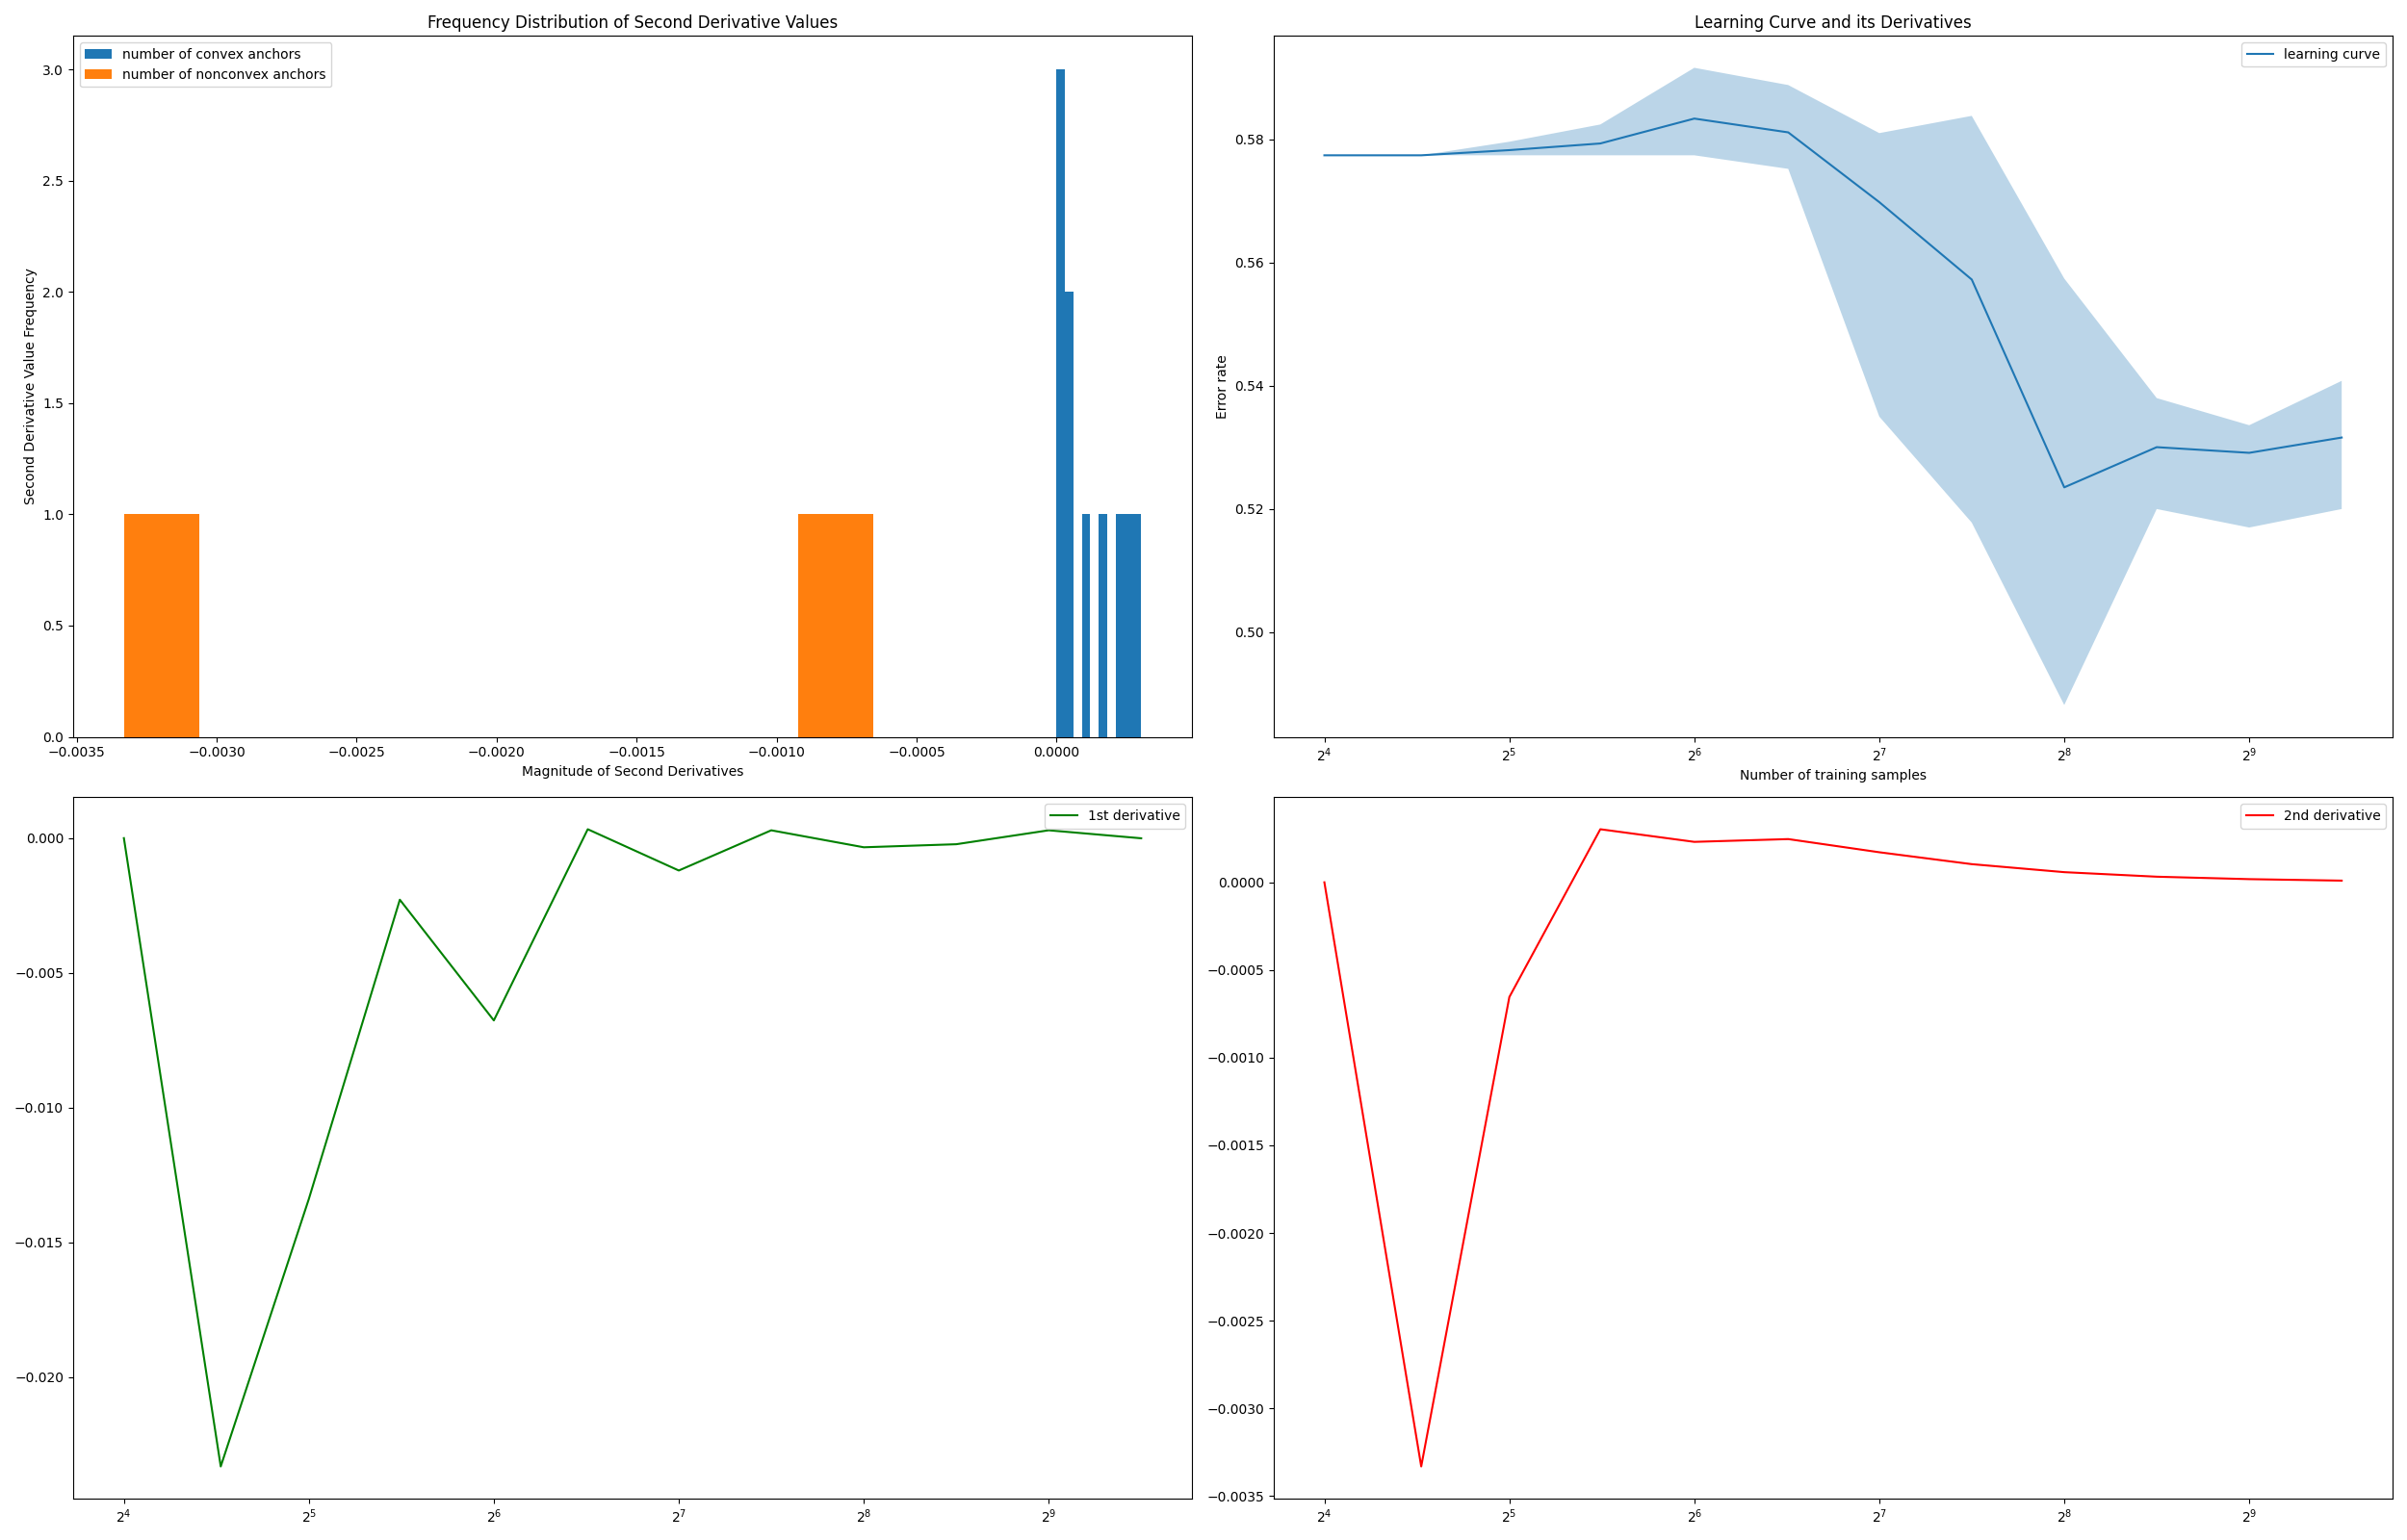 Frequency Distribution of Second Derivative Values
number of convex anchors
number of nonconvex anchors
Second Derivative Value Frequency
3.0
2.5
2.0
1.5
1.0
0.5
0.0
−0.0035 −0.0030 −0.0025 −0.0020 −0.0015 −0.0010 −0.0005 0.0000
Magnitude of Second Derivatives
Learning Curve and its Derivatives
learning curve
Error rate
0.58
0.56
0.54
0.52
0.50
2⁴ 2⁵ 2⁶ 2⁷ 2⁸ 2⁹
Number of training samples
1st derivative
0.000
−0.005
−0.010
−0.015
−0.020
2⁴ 2⁵ 2⁶ 2⁷ 2⁸ 2⁹
2nd derivative
0.0000
−0.0005
−0.0010
−0.0015
−0.0020
−0.0025
−0.0030
−0.0035
2⁴ 2⁵ 2⁶ 2⁷ 2⁸ 2⁹